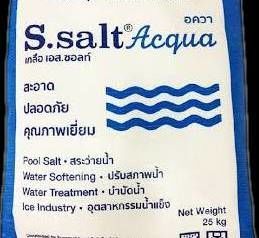 อควา
S.salt® Acqua
เกลือ เอส.ซอลท์
สะอาด
ปลอดภัย
คุณภาพเยี่ยม
Pool Salt • สระว่ายน้ำ
Water Softening • ปรับสภาพน้ำ
Water Treatment • บำบัดน้ำ
Ice Industry • อุตสาหกรรมน้ำแข็ง
Net Weight
25 kg